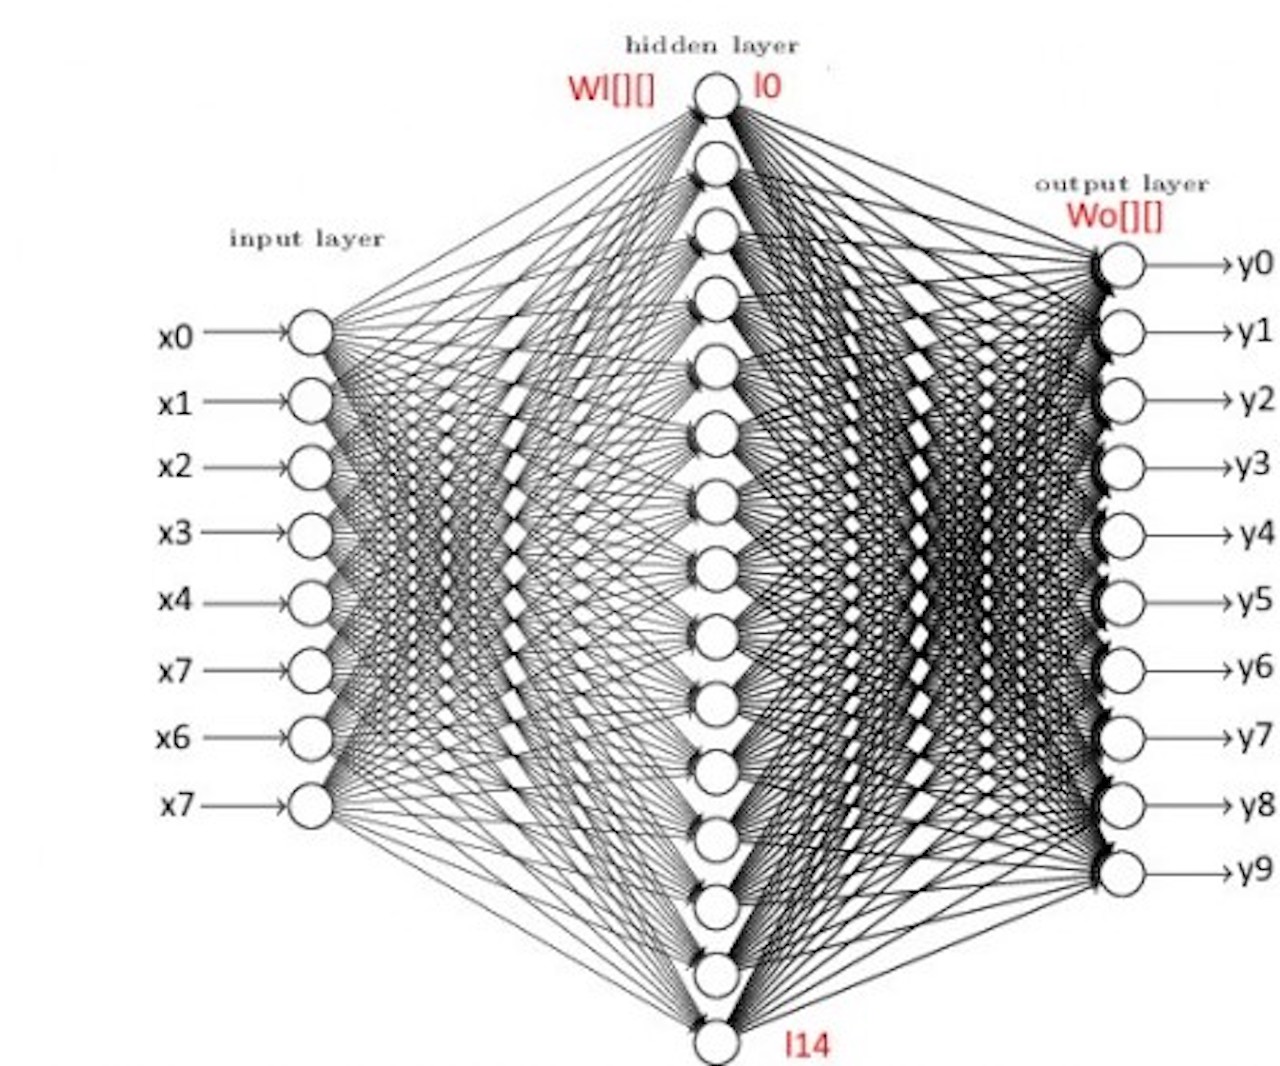 hidden layer
Wl[][]
l0
output layer
Wo[][]
input layer
x0
x1
x2
x3
x4
x7
x6
x7
y0
y1
y2
y3
y4
y5
y6
y7
y8
y9
l14